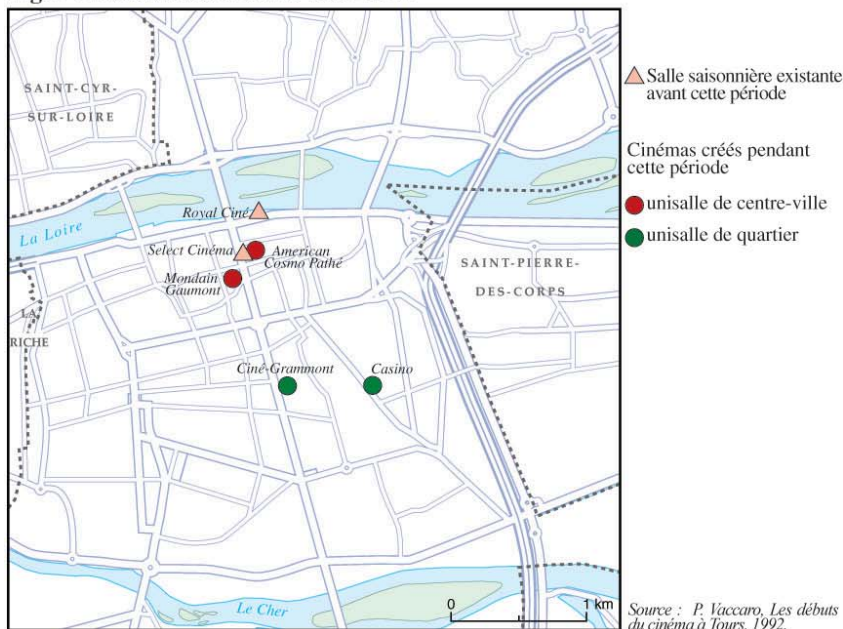 SAINT-CYR-
SUR-LOIRE
Royal Ciné
La Loire
Select Cinéma
American
Cosmo Pathé
Mondain
Gaumont
SAINT-PIERRE-
DES-CORPS
LA
RICHE
Ciné-Grammont
Casino
Le Cher
0
1 km
Salle saisonnière existante
avant cette période
Cinémas créés pendant
cette période
unisalle de centre-ville
unisalle de quartier
Source : P. Vaccaro, Les débuts
du cinéma à Tours, 1992.